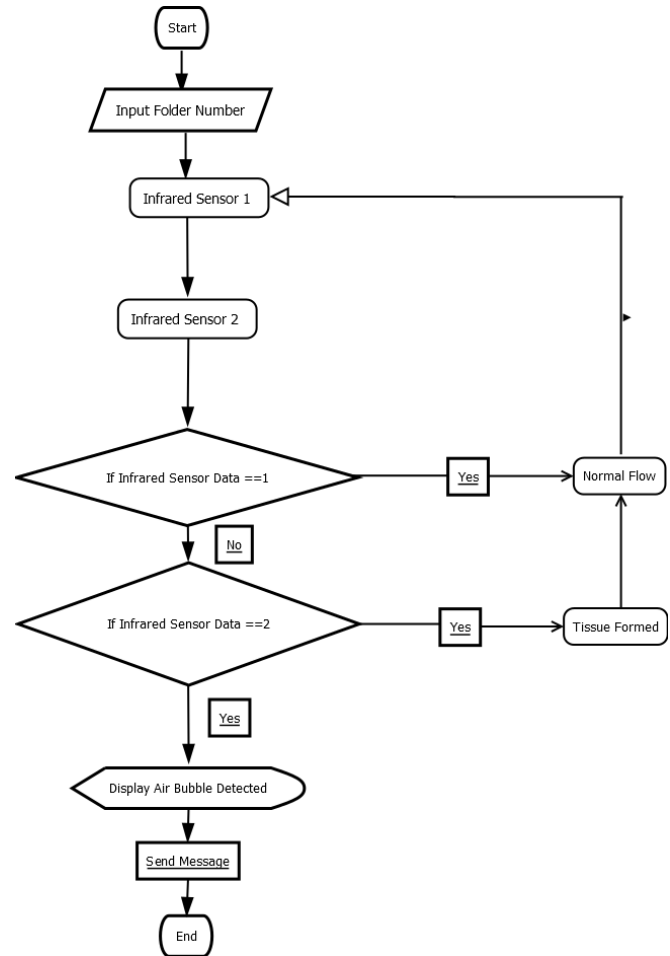 Start
Input Folder Number
Infrared Sensor 1
Infrared Sensor 2
If Infrared Sensor Data ==1
Yes
Normal Flow
No
If Infrared Sensor Data ==2
Yes
Tissue Formed
Yes
Display Air Bubble Detected
Send Message
End